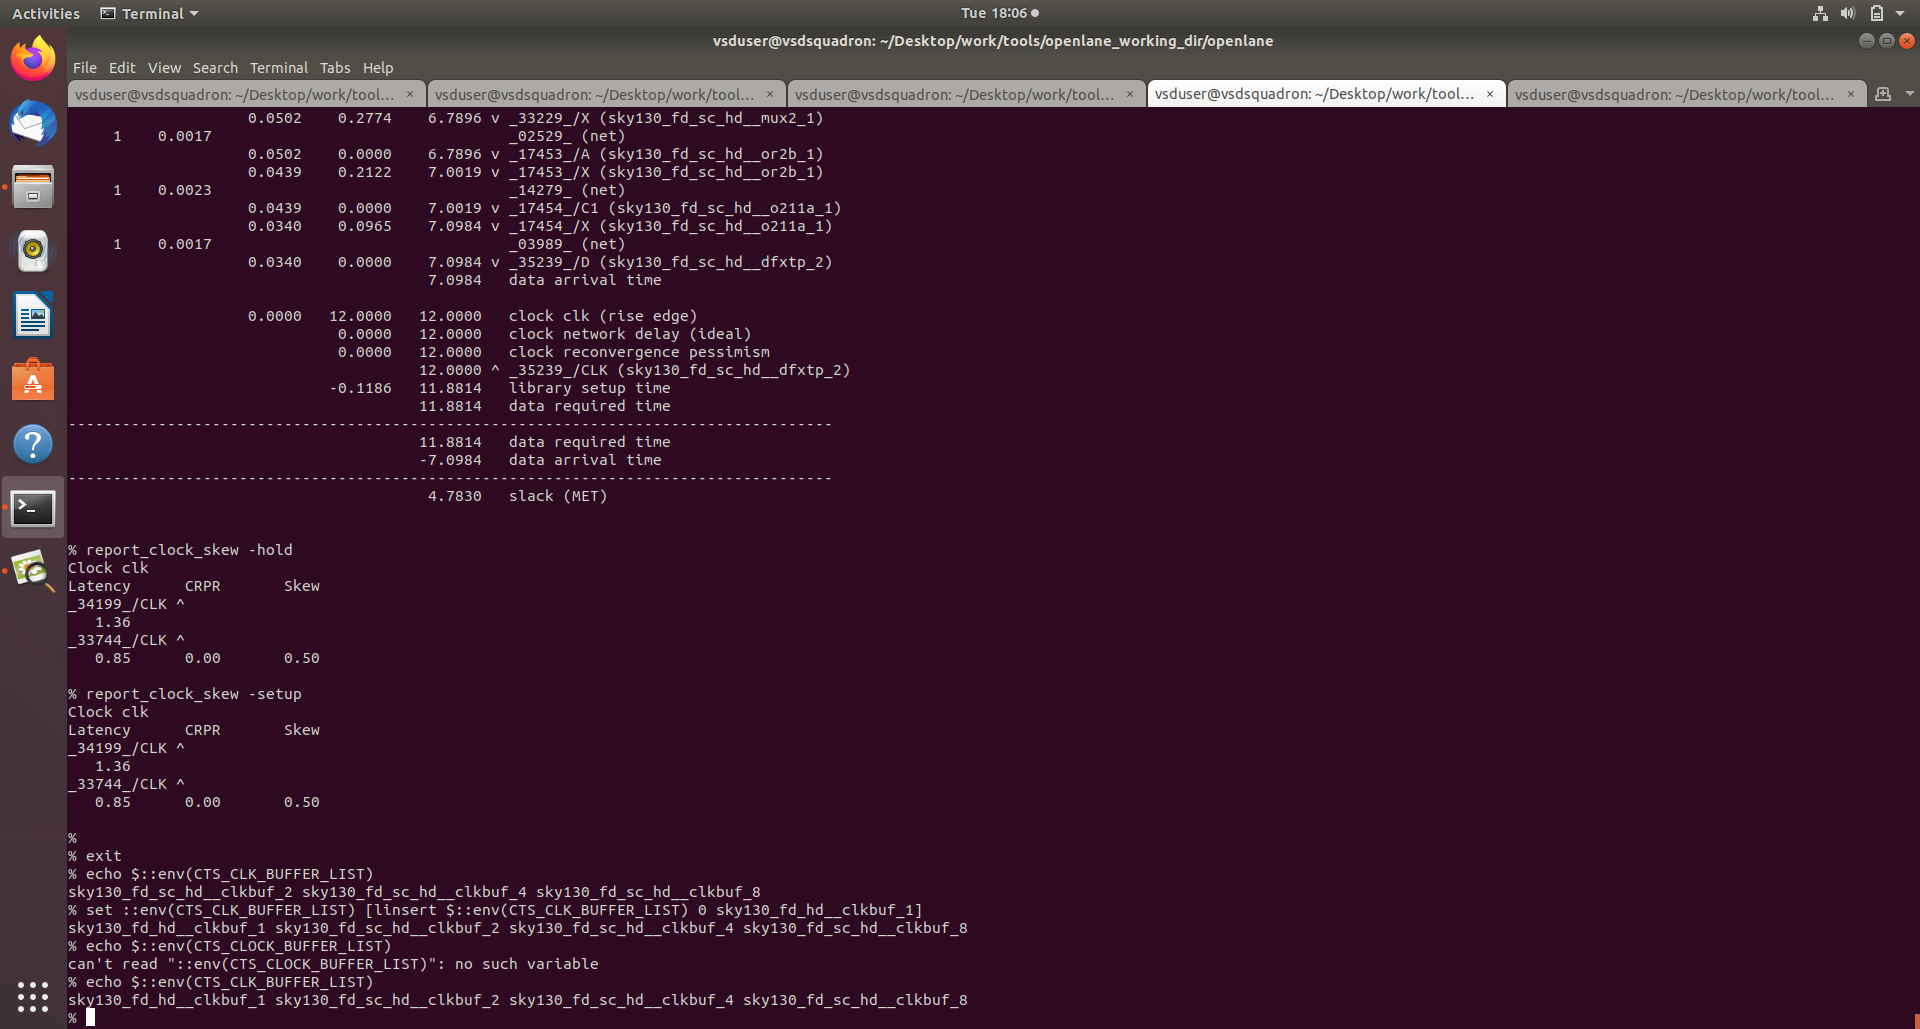 Activities Terminal Tue 18:06
vsduser@vsdsquadron: ~/Desktop/work/tools/openlane_working_dir/openlane
File Edit View Search Terminal Tabs Help
vsduser@vsdsquadron: ~/Desktop/work/tool... × vsduser@vsdsquadron: ~/Desktop/work/tool... × vsduser@vsdsquadron: ~/Desktop/work/tool... × vsduser@vsdsquadron: ~/Desktop/work/tool... × vsduser@vsdsquadron: ~/Desktop/work/tool... ×
0.0502 0.2774 6.7896 v _33229_/X (sky130_fd_sc_hd__mux2_1)
1 0.0017 _02529_ (net)
0.0502 0.0000 6.7896 v _17453_/A (sky130_fd_sc_hd__or2b_1)
0.0439 0.2122 7.0019 v _17453_/X (sky130_fd_sc_hd__or2b_1)
1 0.0023 _14279_ (net)
0.0439 0.0000 7.0019 v _17454_/C1 (sky130_fd_sc_hd__o211a_1)
0.0340 0.0965 7.0984 v _17454_/X (sky130_fd_sc_hd__o211a_1)
1 0.0017 _03989_ (net)
0.0340 0.0000 7.0984 v _35239_/D (sky130_fd_sc_hd__dfxtp_2)
7.0984 data arrival time
0.0000 12.0000 12.0000 clock clk (rise edge)
0.0000 12.0000 clock network delay (ideal)
0.0000 12.0000 clock reconvergence pessimism
12.0000 ^ _35239_/CLK (sky130_fd_sc_hd__dfxtp_2)
-0.1186 11.8814 library setup time
11.8814 data required time
-------------------------------------------------------------------------------------
11.8814 data required time
-7.0984 data arrival time
-------------------------------------------------------------------------------------
4.7830 slack (MET)
% report_clock_skew -hold
Clock clk
Latency CRPR Skew
_34199_/CLK ^
1.36
_33744_/CLK ^
0.85 0.00 0.50
% report_clock_skew -setup
Clock clk
Latency CRPR Skew
_34199_/CLK ^
1.36
_33744_/CLK ^
0.85 0.00 0.50
%
% exit
% echo $::env(CTS_CLK_BUFFER_LIST)
sky130_fd_sc_hd__clkbuf_2 sky130_fd_sc_hd__clkbuf_4 sky130_fd_sc_hd__clkbuf_8
% set ::env(CTS_CLK_BUFFER_LIST) [linsert $::env(CTS_CLK_BUFFER_LIST) 0 sky130_fd_hd__clkbuf_1]
sky130_fd_hd__clkbuf_1 sky130_fd_sc_hd__clkbuf_2 sky130_fd_sc_hd__clkbuf_4 sky130_fd_sc_hd__clkbuf_8
% echo $::env(CTS_CLOCK_BUFFER_LIST)
can't read "::env(CTS_CLOCK_BUFFER_LIST)": no such variable
% echo $::env(CTS_CLK_BUFFER_LIST)
sky130_fd_hd__clkbuf_1 sky130_fd_sc_hd__clkbuf_2 sky130_fd_sc_hd__clkbuf_4 sky130_fd_sc_hd__clkbuf_8
%